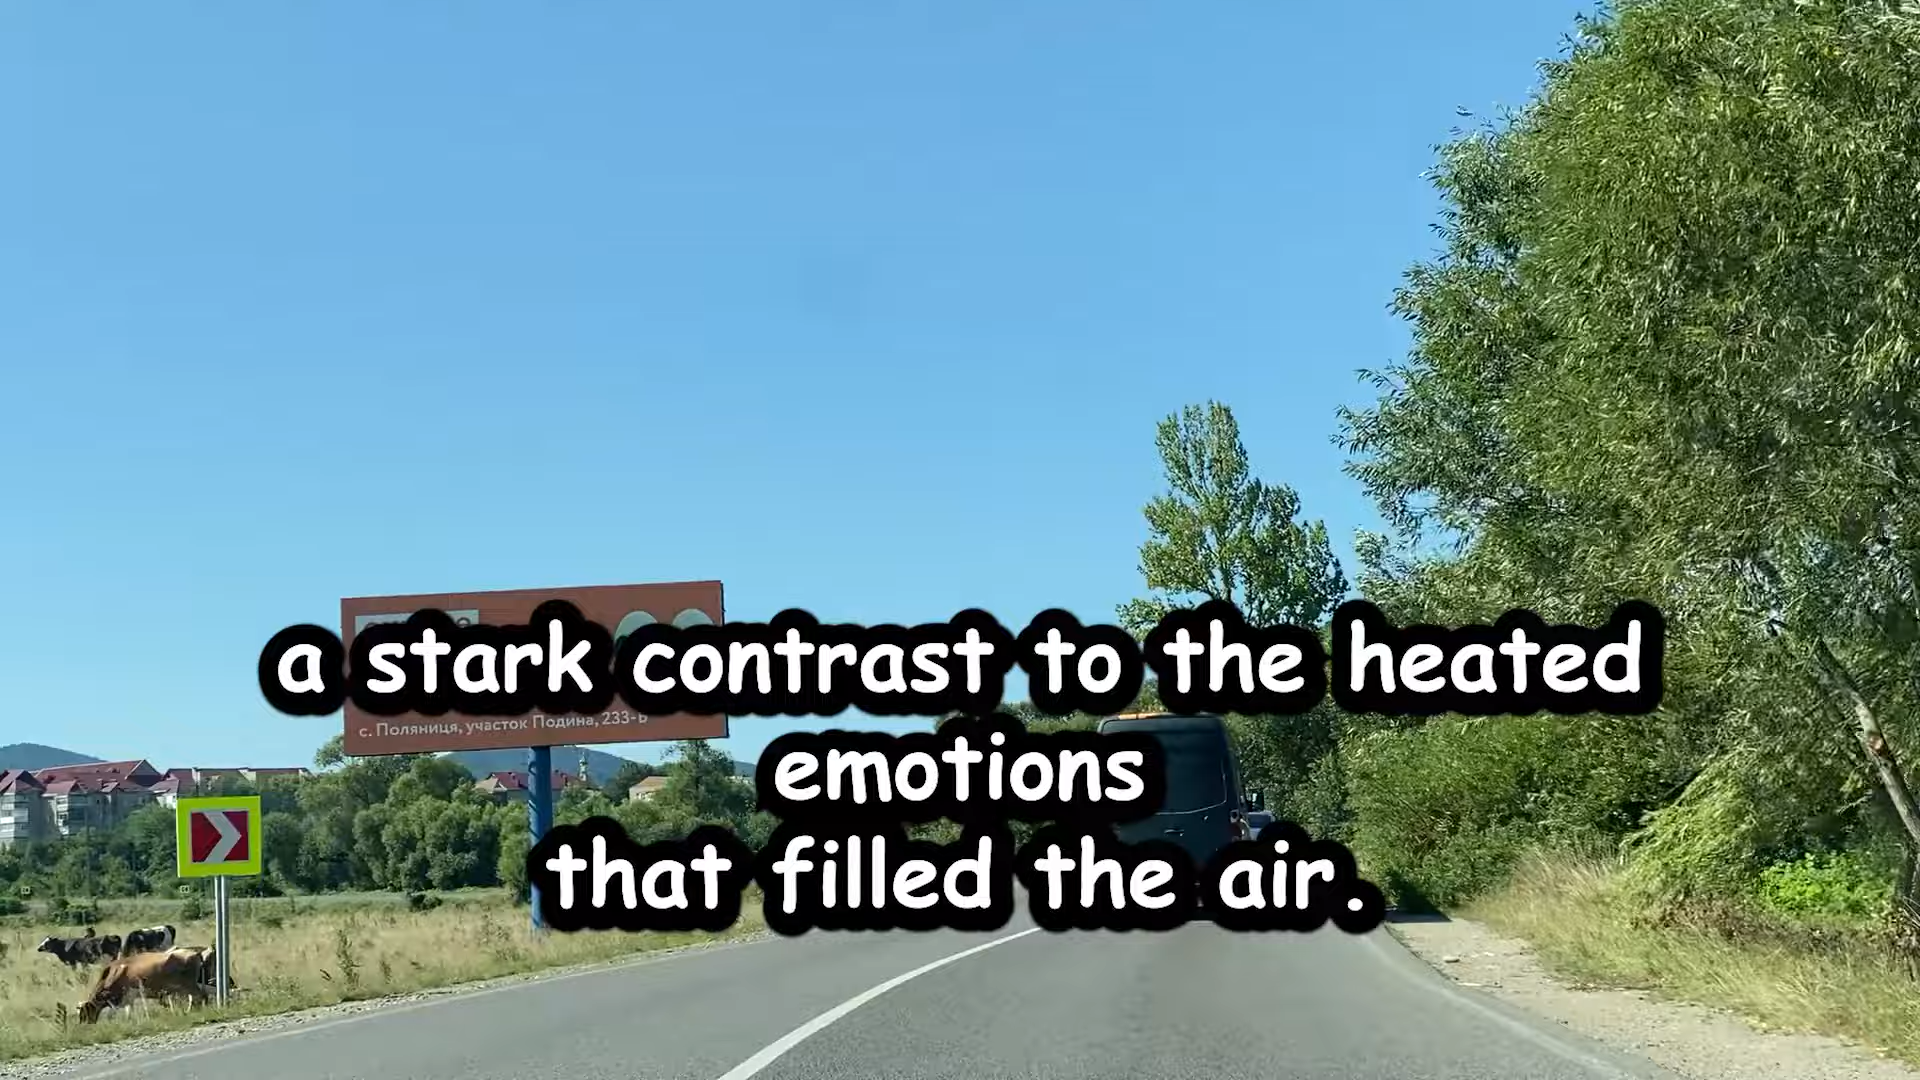 a stark contrast to the heated
emotions
that filled the air.
с. Поляниця, участок Подина, 233-Б